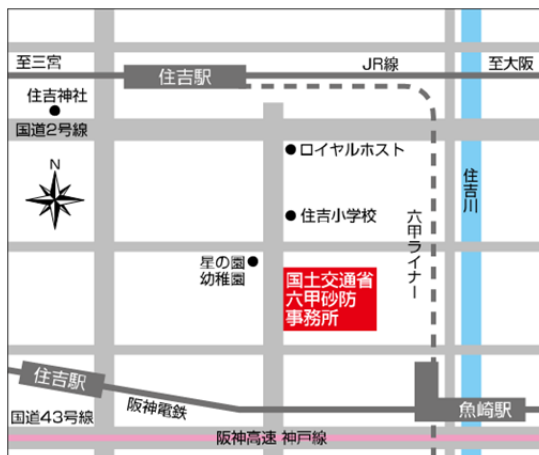 至三宮
住吉駅
JR線
至大阪
住吉神社
国道2号線
N
ロイヤルホスト
住吉小学校
住吉川
六甲ライナー
星の園
幼稚園
国土交通省
六甲砂防
事務所
住吉駅
阪神電鉄
国道43号線
魚崎駅
阪神高速 神戸線